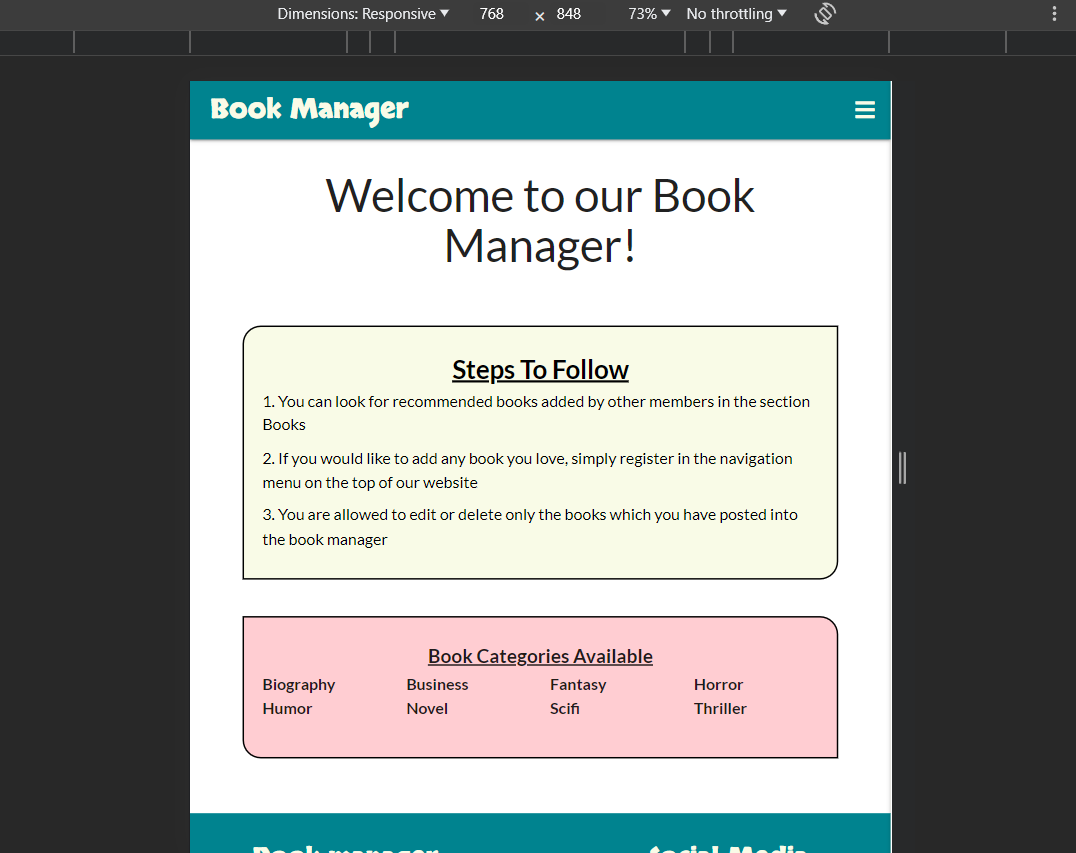 Dimensions: Responsive 768 × 848 73% No throttling
Book Manager
Welcome to our Book
Manager!
Steps To Follow
1. You can look for recommended books added by other members in the section
Books
2. If you would like to add any book you love, simply register in the navigation
menu on the top of our website
3. You are allowed to edit or delete only the books which you have posted into
the book manager
Book Categories Available
Biography Business Fantasy Horror
Humor Novel Scifi Thriller
Book manager Social Media